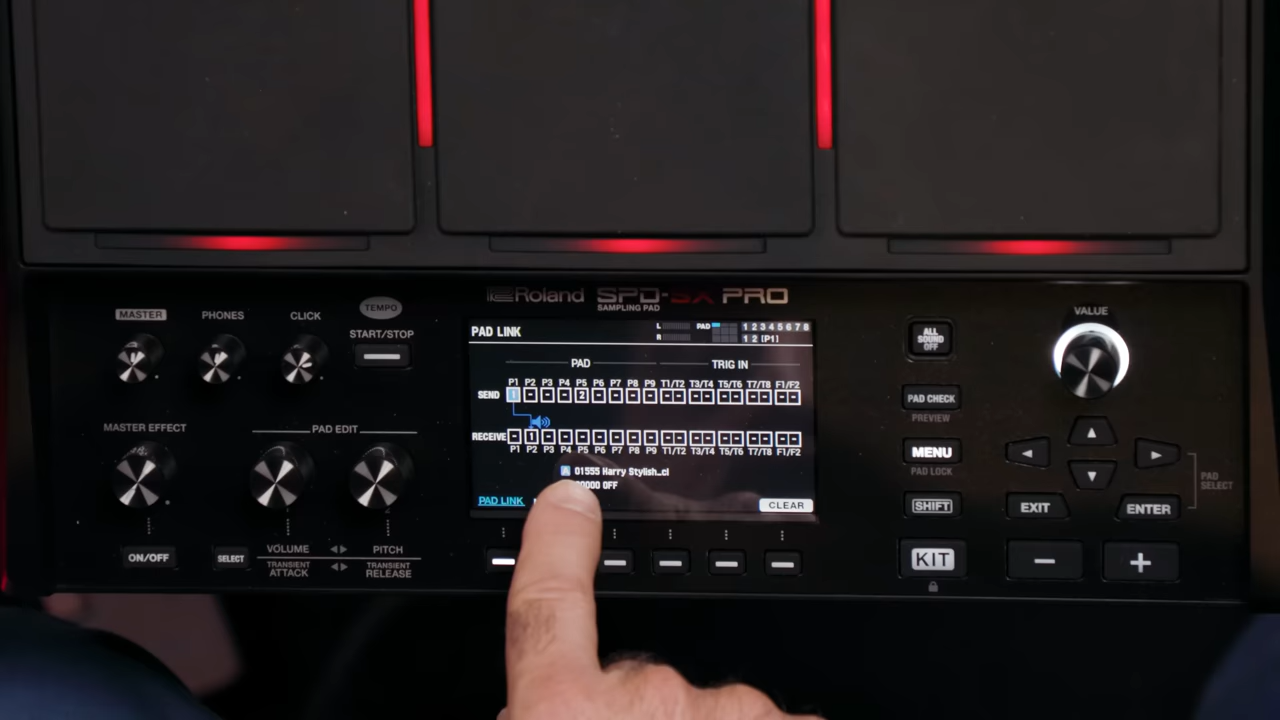 Roland SPD-SX PRO
SAMPLING PAD
MASTER
PHONES
CLICK
TEMPO
START/STOP
MASTER EFFECT
PAD EDIT
ON/OFF
SELECT
VOLUME
PITCH
TRANSIENT ATTACK
TRANSIENT RELEASE
PAD LINK
L
R
PAD
1 2 3 4 5 6 7 8
1 2 [P1]
PAD
TRIG IN
P1 P2 P3 P4 P5 P6 P7 P8 P9 T1/T2 T3/T4 T5/T6 T7/T8 F1/F2
SEND 1 - - - 2 - - - - - - - - - - - - - -
RECEIVE - 1 - - - - - - - - - - - - - - - - -
P1 P2 P3 P4 P5 P6 P7 P8 P9 T1/T2 T3/T4 T5/T6 T7/T8 F1/F2
A 01555 Harry Stylish_cl
OFF
PAD LINK
CLEAR
ALL SOUND OFF
PAD CHECK
PREVIEW
MENU
PAD LOCK
SHIFT
KIT
VALUE
PAD SELECT
EXIT
ENTER
- +